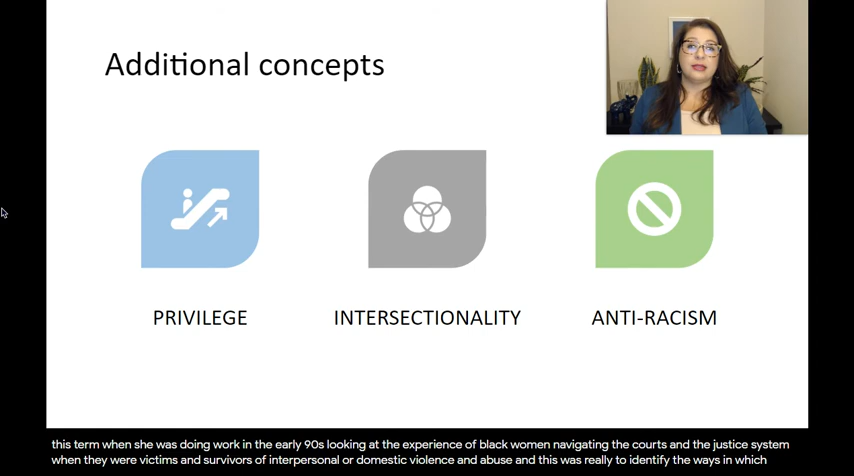 Additional concepts
PRIVILEGE
INTERSECTIONALITY
ANTI-RACISM
this term when she was doing work in the early 90s looking at the experience of black women navigating the courts and the justice system
when they were victims and survivors of interpersonal or domestic violence and abuse and this was really to identify the ways in which